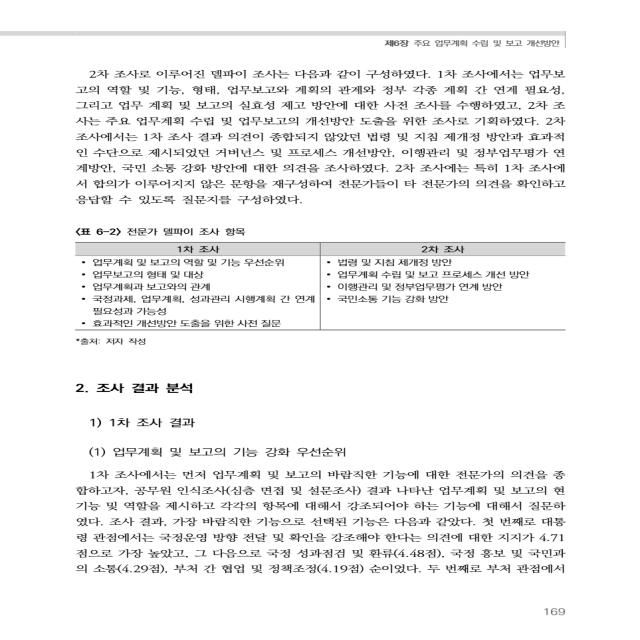 제6장 주요 업무계획 수립 및 보고 개선방안
2차 조사로 이루어진 델파이 조사는 다음과 같이 구성하였다. 1차 조사에서는 업무보
고의 역할 및 기능, 형태, 업무보고와 계획의 관계와 정부 각종 계획 간 연계 필요성,
그리고 업무 계획 및 보고의 실효성 제고 방안에 대한 사전 조사를 수행하였고, 2차 조
사는 주요 업무계획 수립 및 업무보고의 개선방안 도출을 위한 조사로 기획하였다. 2차
조사에서는 1차 조사 결과 의견이 종합되지 않았던 법령 및 지침 제개정 방안과 효과적
인 수단으로 제시되었던 거버넌스 및 프로세스 개선방안, 이행관리 및 정부업무평가 연
계방안, 국민 소통 강화 방안에 대한 의견을 조사하였다. 2차 조사에는 특히 1차 조사에
서 합의가 이루어지지 않은 문항을 재구성하여 전문가들이 타 전문가의 의견을 확인하고
응답할 수 있도록 질문지를 구성하였다.
<표 6-2> 전문가 델파이 조사 항목
1차 조사
2차 조사
• 업무계획 및 보고의 역할 및 기능 우선순위
• 업무보고의 형태 및 대상
• 업무계획과 보고와의 관계
• 국정과제, 업무계획, 성과관리 시행계획 간 연계
필요성과 가능성
• 효과적인 개선방안 도출을 위한 사전 질문
• 법령 및 지침 제개정 방안
• 업무계획 수립 및 보고 프로세스 개선 방안
• 이행관리 및 정부업무평가 연계 방안
• 국민소통 기능 강화 방안
*출처: 저자 작성
2. 조사 결과 분석
1) 1차 조사 결과
(1) 업무계획 및 보고의 기능 강화 우선순위
1차 조사에서는 먼저 업무계획 및 보고의 바람직한 기능에 대한 전문가의 의견을 종
합하고자, 공무원 인식조사(심층 면접 및 설문조사) 결과 나타난 업무계획 및 보고의 현
기능 및 역할을 제시하고 각각의 항목에 대해서 강조되어야 하는 기능에 대해서 질문하
였다. 조사 결과, 가장 바람직한 기능으로 선택된 기능은 다음과 같았다. 첫 번째로 대통
령 관점에서는 국정운영 방향 전달 및 확인을 강조해야 한다는 의견에 대한 지지가 4.71
점으로 가장 높았고, 그 다음으로 국정 성과점검 및 환류(4.48점), 국정 홍보 및 국민과
의 소통(4.29점), 부처 간 협업 및 정책조정(4.19점) 순이었다. 두 번째로 부처 관점에서
169